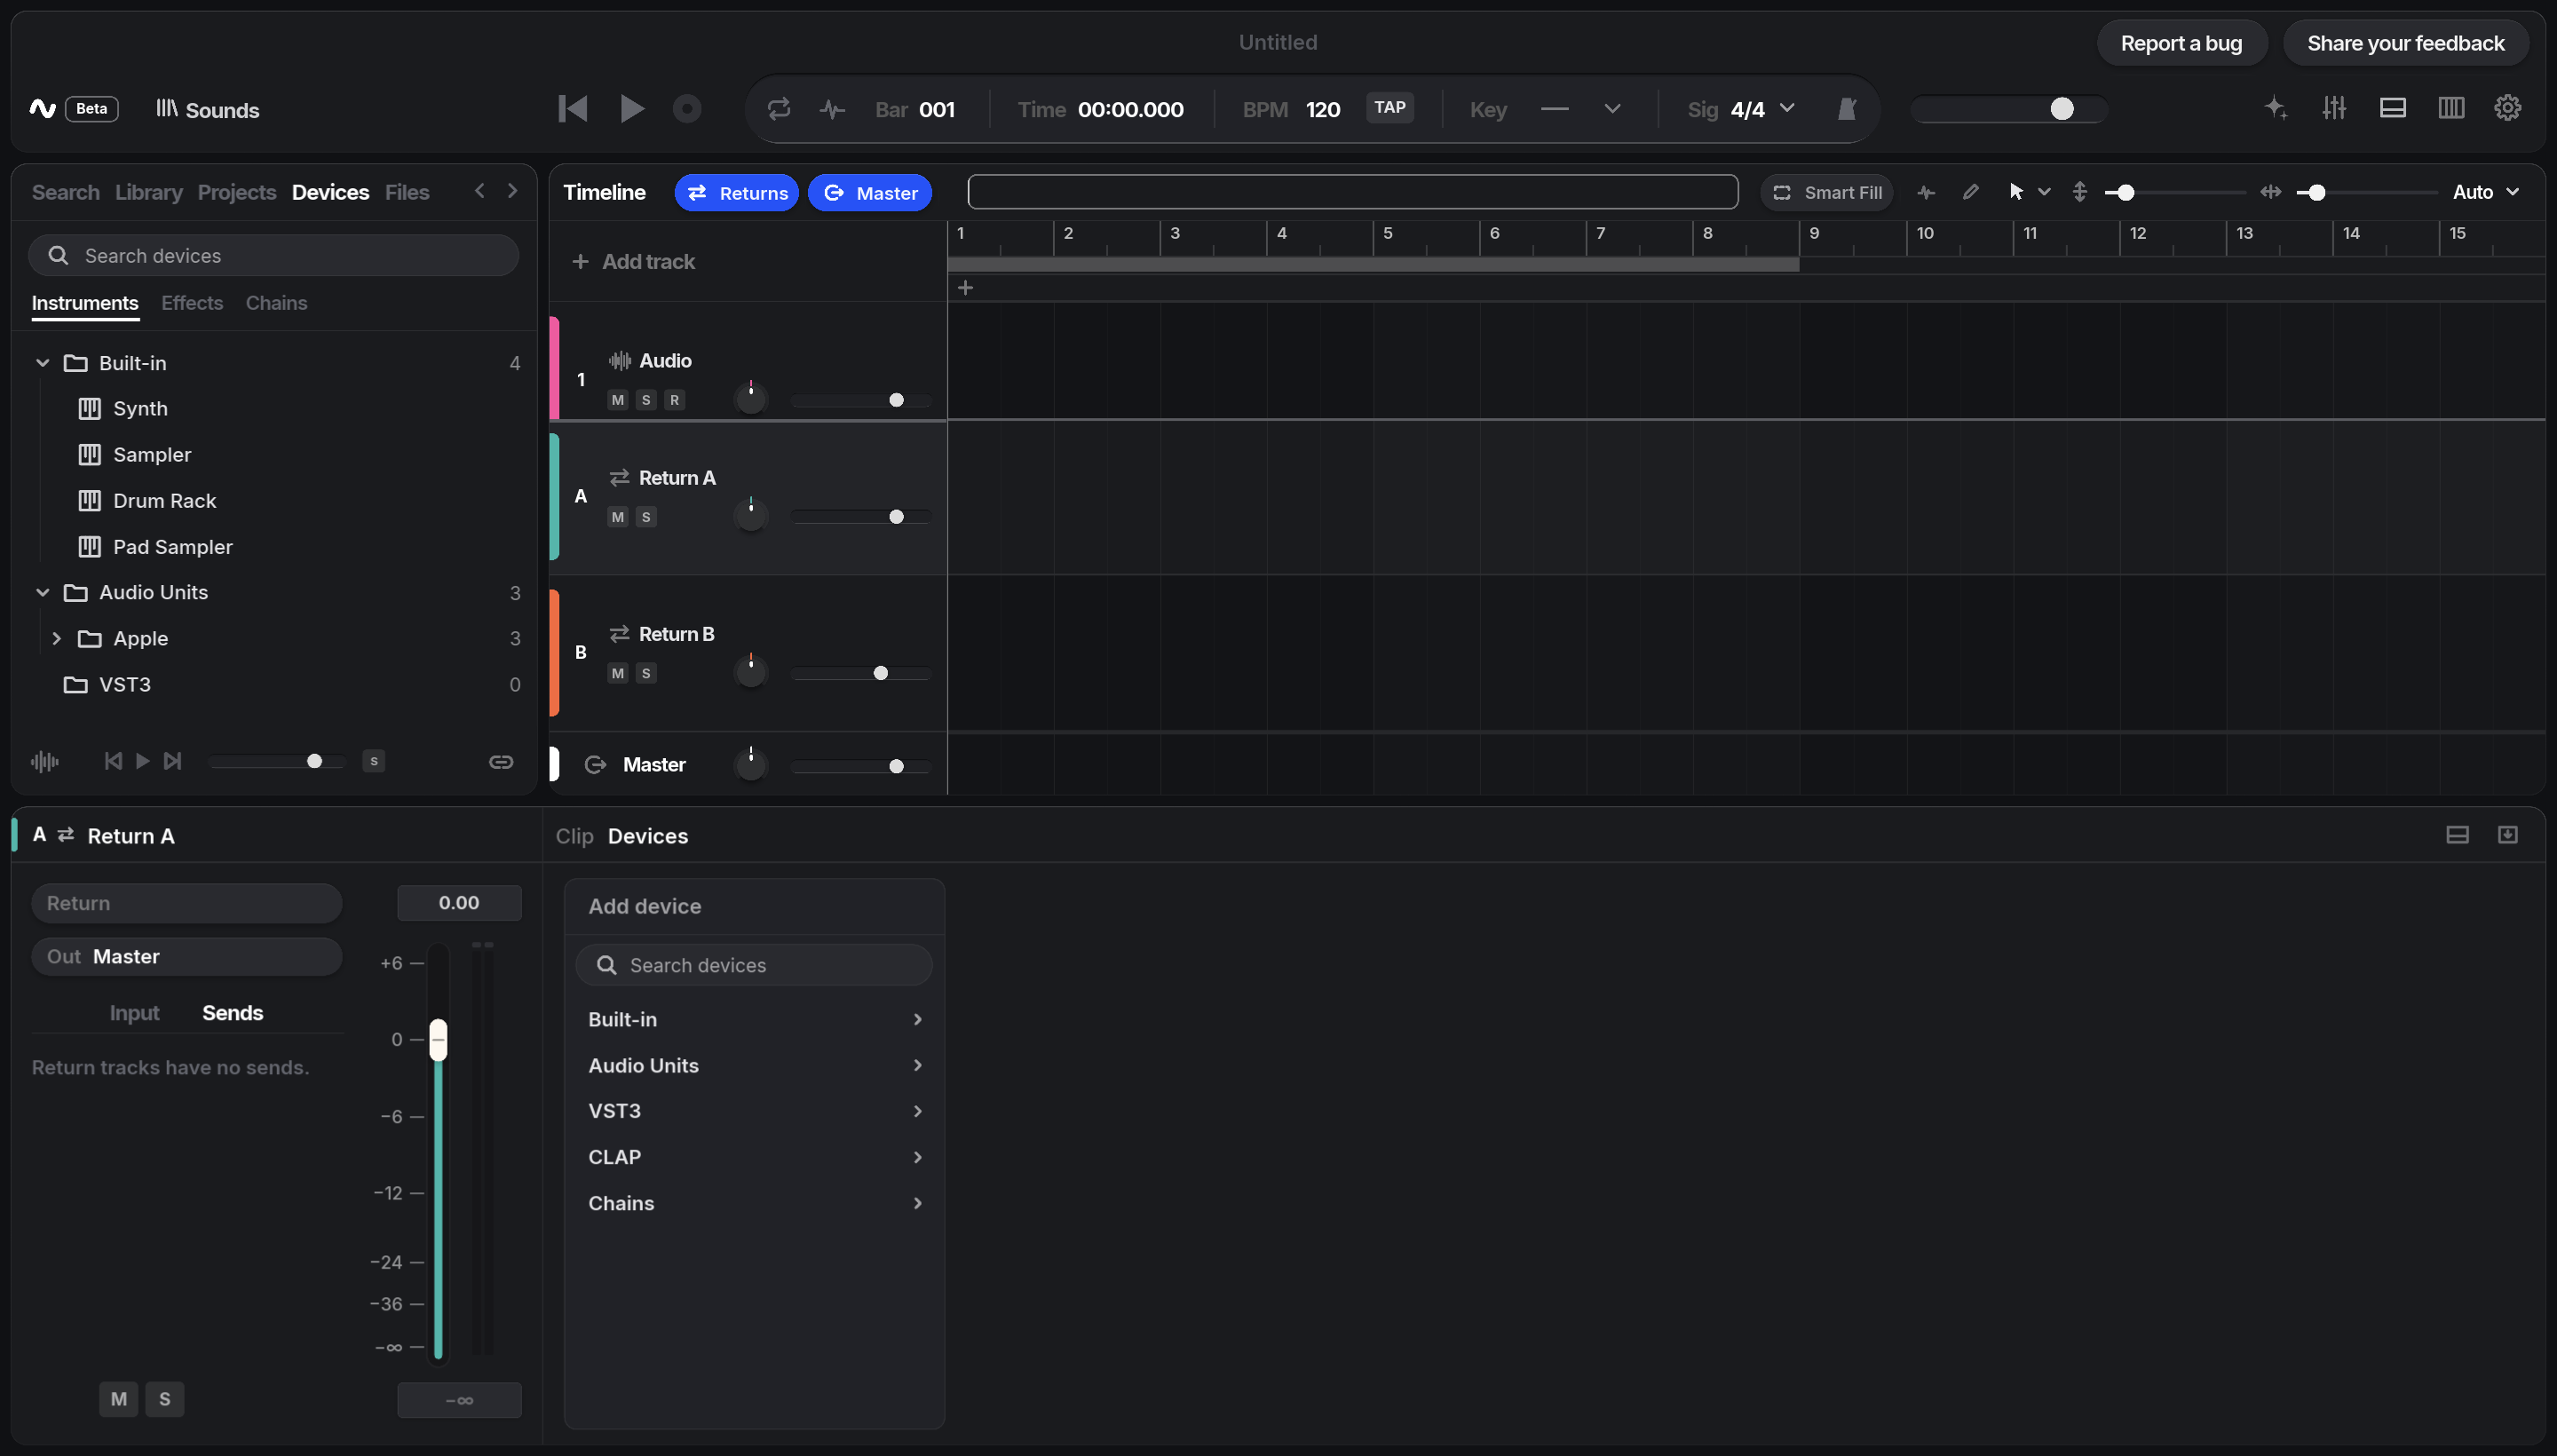 Untitled
Report a bug
Share your feedback
Beta
Sounds
Bar 001
Time 00:00.000
BPM 120 TAP
Key —
Sig 4/4
Search Library Projects Devices Files
Search devices
Instruments Effects Chains
Built-in 4
Synth
Sampler
Drum Rack
Pad Sampler
Audio Units 3
Apple 3
VST3 0
S
Timeline
Returns
Master
Smart Fill
Auto
Add track
1 2 3 4 5 6 7 8 9 10 11 12 13 14 15
1 Audio
M S R
A Return A
M S
B Return B
M S
Master
A Return A
Return
0.00
Out Master
Input Sends
Return tracks have no sends.
+6
0
−6
−12
−24
−36
−∞
M S
−∞
Clip Devices
Add device
Search devices
Built-in
Audio Units
VST3
CLAP
Chains